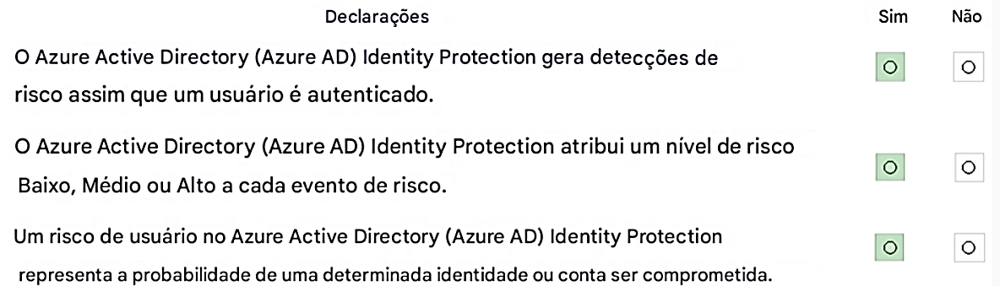 Declarações Sim Não
O Azure Active Directory (Azure AD) Identity Protection gera detecções de
risco assim que um usuário é autenticado.
O Azure Active Directory (Azure AD) Identity Protection atribui um nível de risco
Baixo, Médio ou Alto a cada evento de risco.
Um risco de usuário no Azure Active Directory (Azure AD) Identity Protection
representa a probabilidade de uma determinada identidade ou conta ser comprometida.